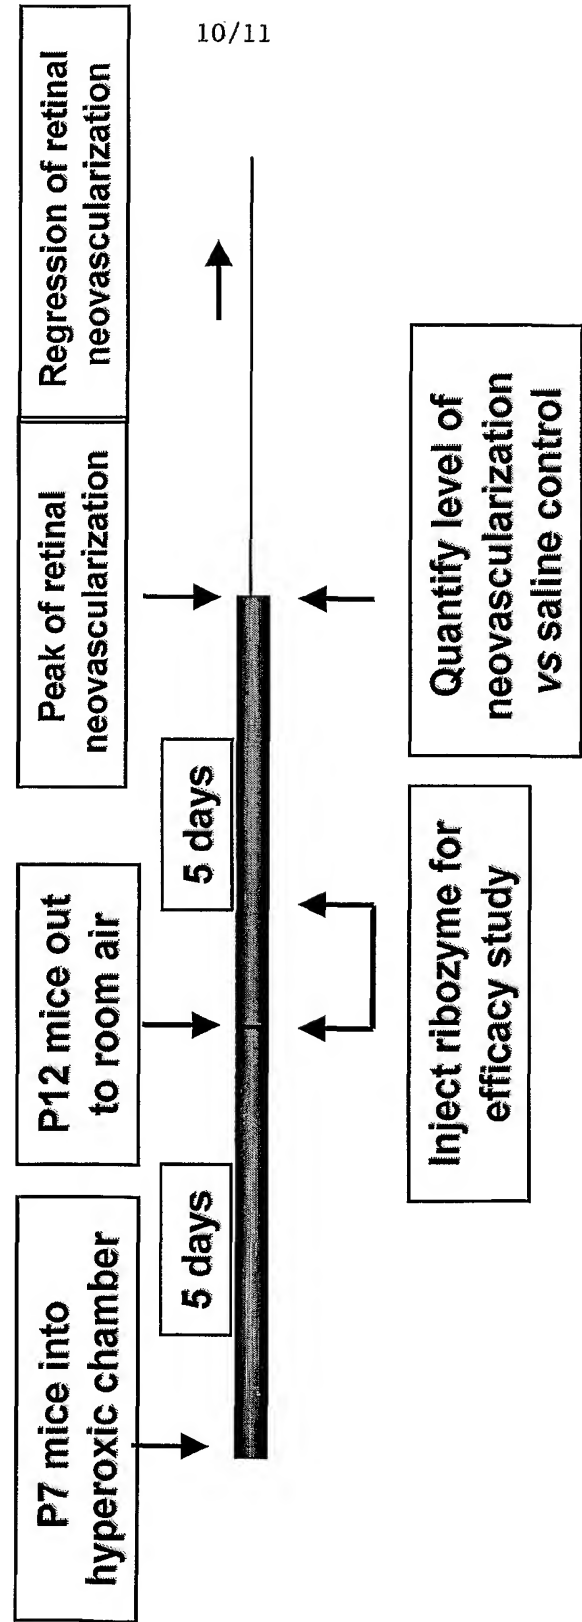 10/11
P7 mice into
hyperoxic chamber
5 days
P12 mice out
to room air
5 days
Peak of retinal
neovascularization
Regression of retinal
neovascularization
Inject ribozyme for
efficacy study
Quantify level of
neovascularization
vs saline control